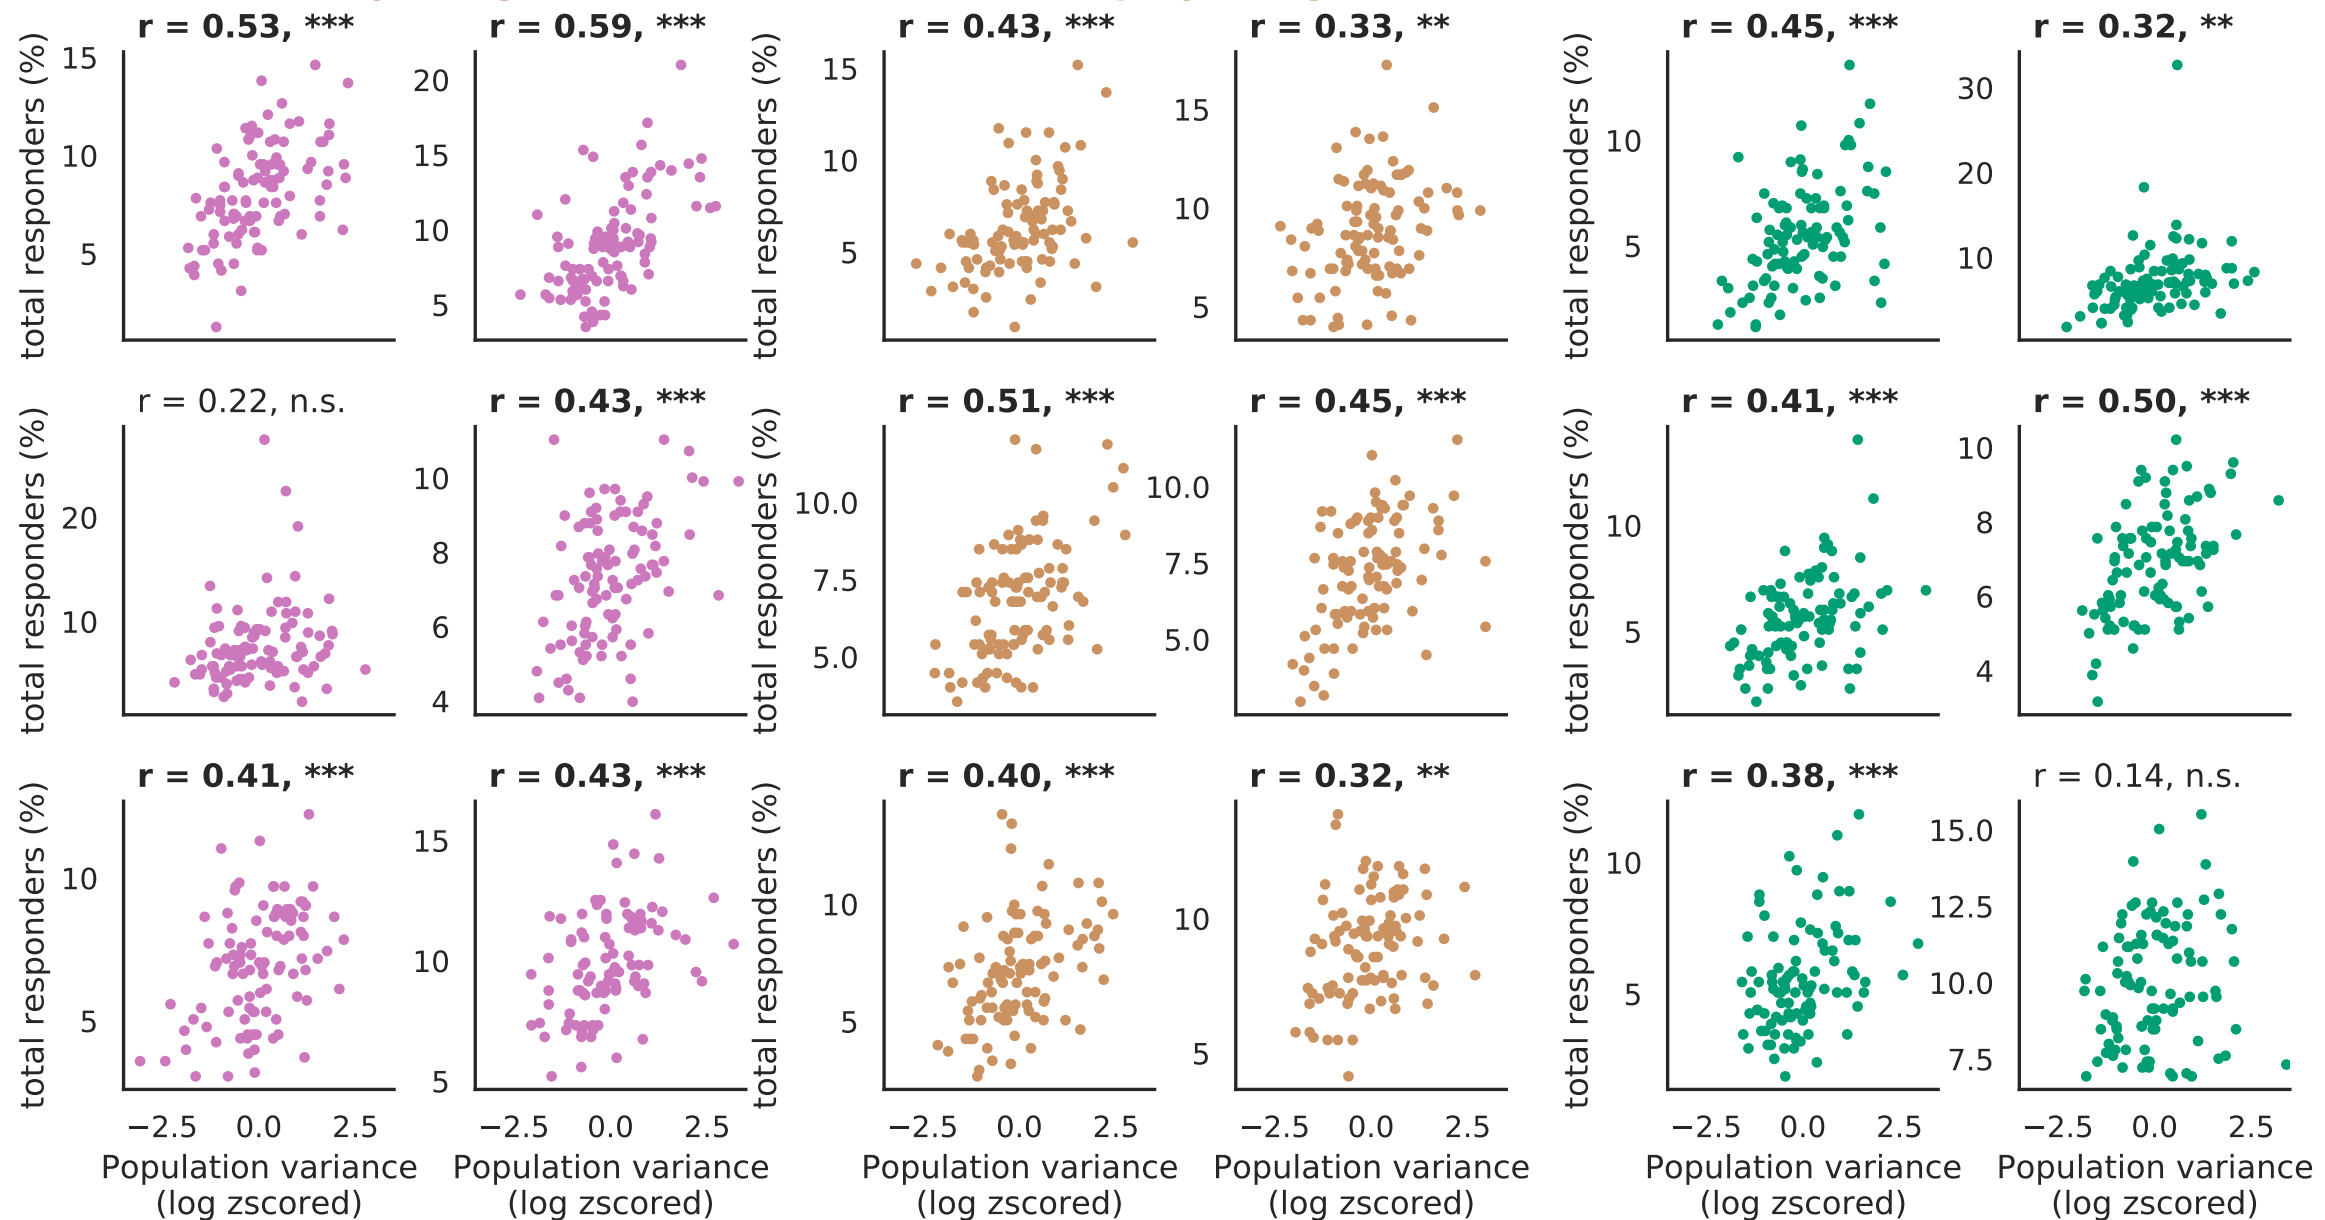 r = 0.53, ***
r = 0.59, ***
r = 0.43, ***
r = 0.33, **
r = 0.45, ***
r = 0.32, **
total responders (%)
15
10
5
20
15
10
5
total responders (%)
15
10
5
15
10
5
total responders (%)
10
5
30
20
10
r = 0.22, n.s.
r = 0.43, ***
r = 0.51, ***
r = 0.45, ***
r = 0.41, ***
r = 0.50, ***
total responders (%)
20
10
10
8
6
4
total responders (%)
10.0
7.5
5.0
10.0
7.5
5.0
total responders (%)
10
5
10
8
6
4
r = 0.41, ***
r = 0.43, ***
r = 0.40, ***
r = 0.32, **
r = 0.38, ***
r = 0.14, n.s.
total responders (%)
10
5
15
10
5
total responders (%)
10
5
10
5
total responders (%)
10
5
15.0
12.5
10.0
7.5
−2.5 0.0 2.5
−2.5 0.0 2.5
−2.5 0.0 2.5
−2.5 0.0 2.5
−2.5 0.0 2.5
−2.5 0.0 2.5
Population variance
(log zscored)
Population variance
(log zscored)
Population variance
(log zscored)
Population variance
(log zscored)
Population variance
(log zscored)
Population variance
(log zscored)